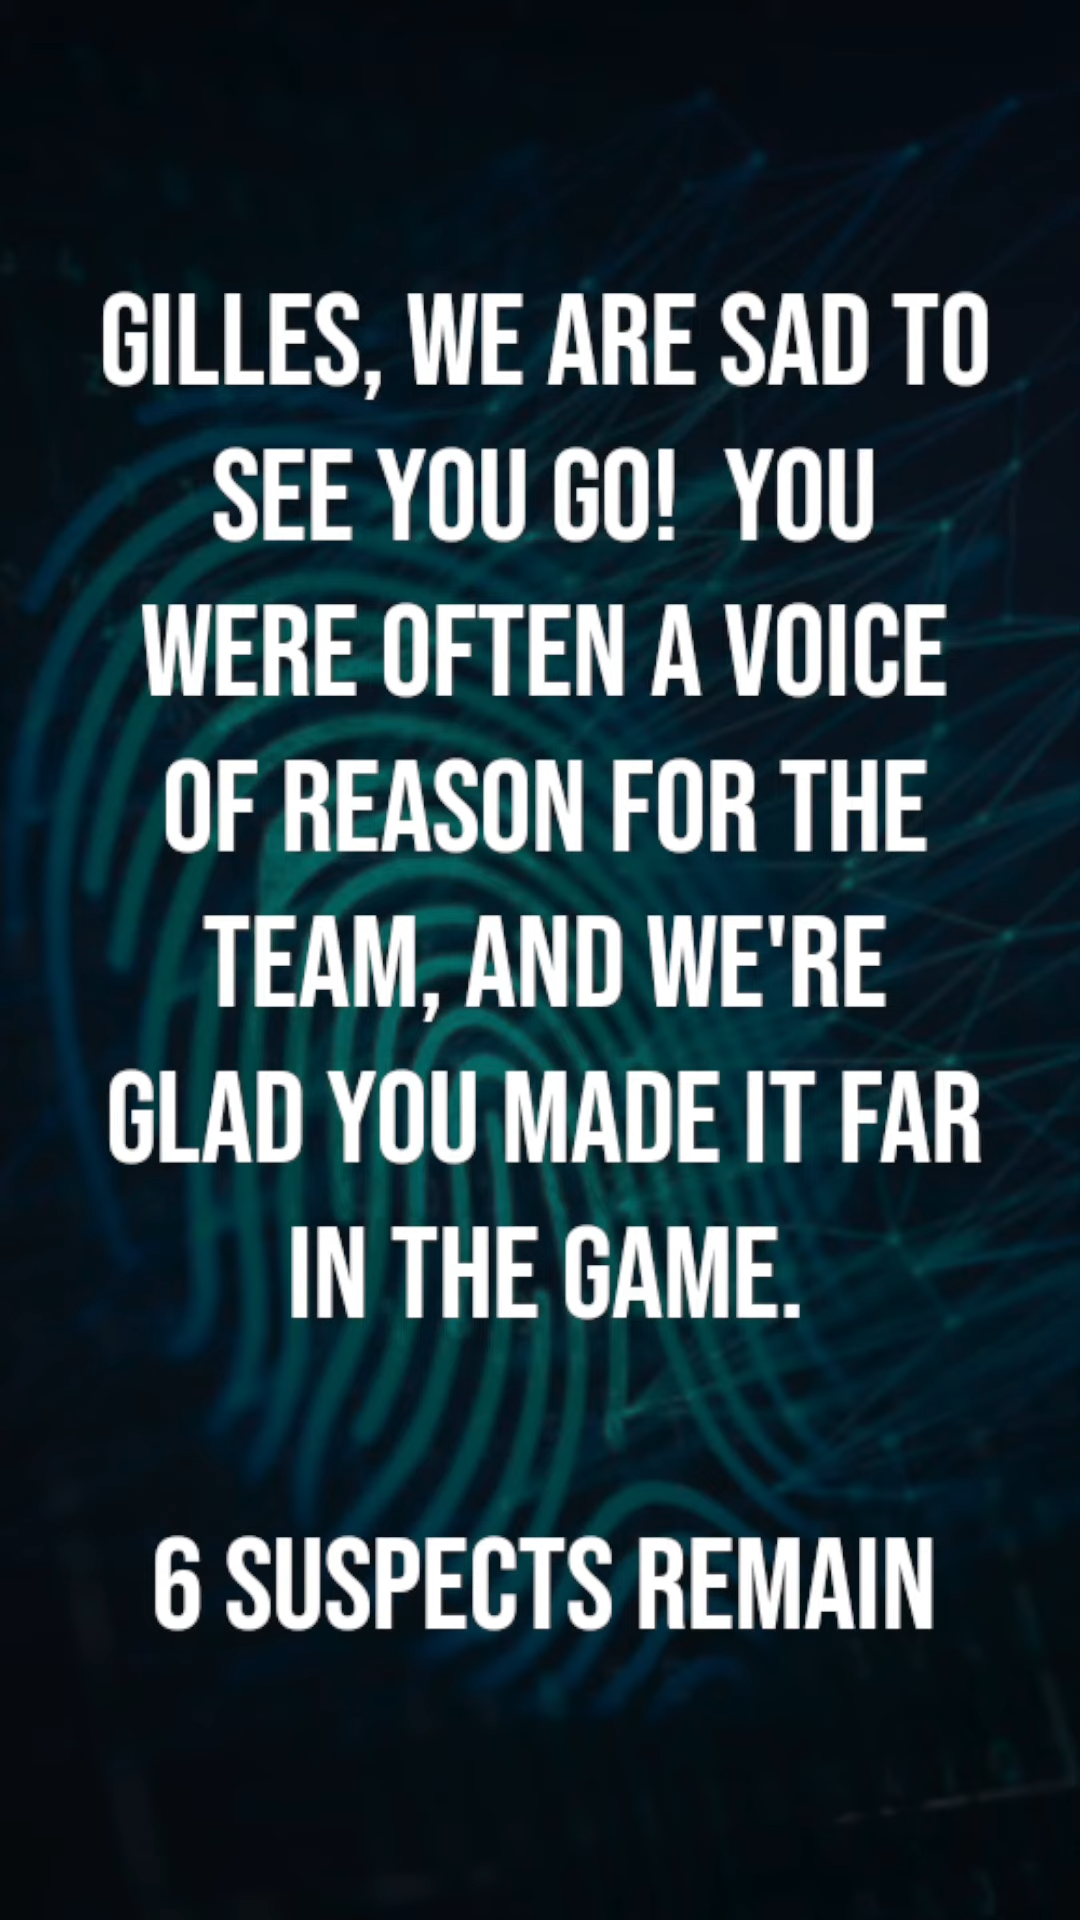 GILLES, WE ARE SAD TO
SEE YOU GO!  YOU
WERE OFTEN A VOICE
OF REASON FOR THE
TEAM, AND WE'RE
GLAD YOU MADE IT FAR
IN THE GAME.
6 SUSPECTS REMAIN